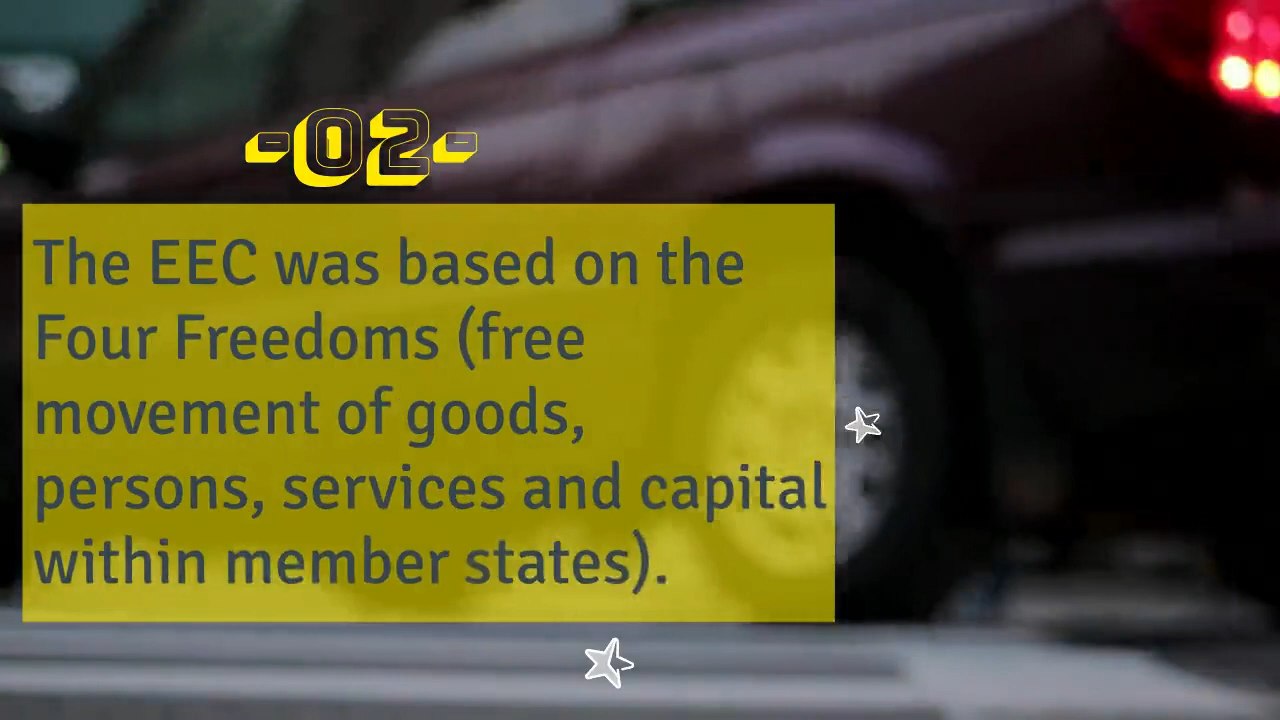 -02-
The EEC was based on the
Four Freedoms (free
movement of goods,
persons, services and capital
within member states).